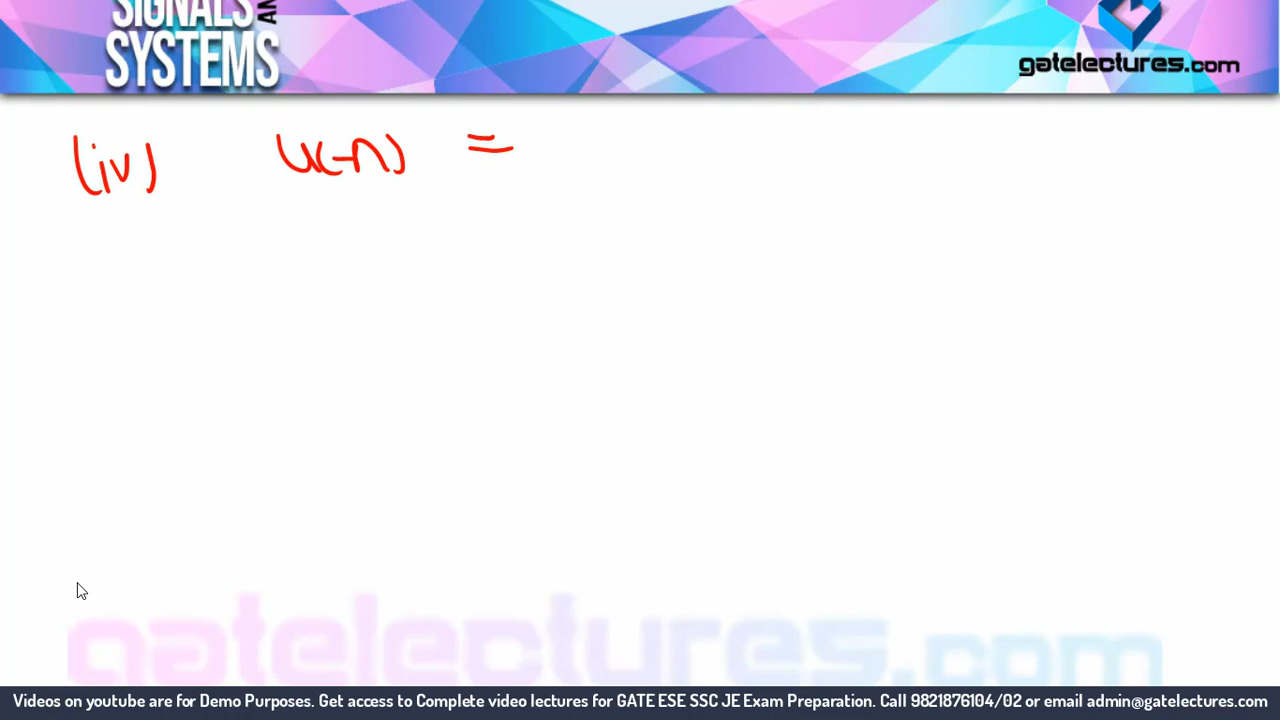 SIGNALS AND
SYSTEMS
gatelectures.com
(iv) u(-n) =
gatelectures.com
Videos on youtube are for Demo Purposes. Get access to Complete video lectures for GATE ESE SSC JE Exam Preparation. Call 9821876104/02 or email admin@gatelectures.com